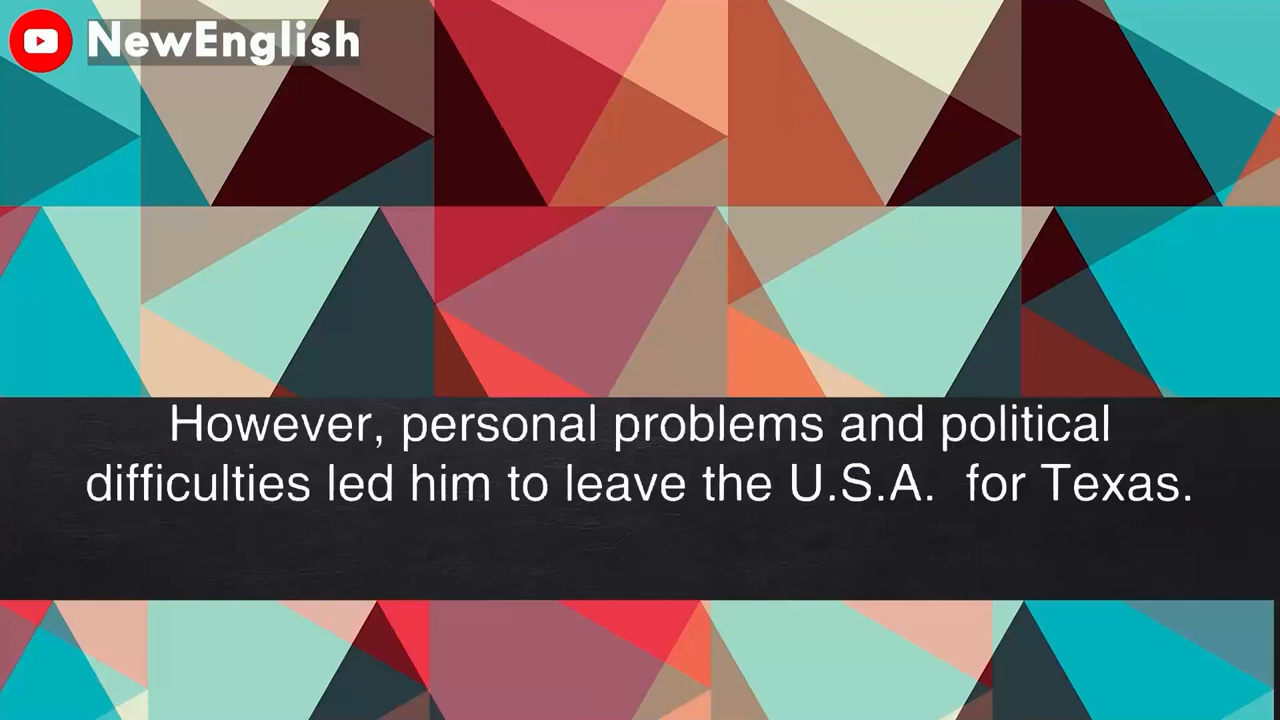 NewEnglish
However, personal problems and political
difficulties led him to leave the U.S.A.  for Texas.